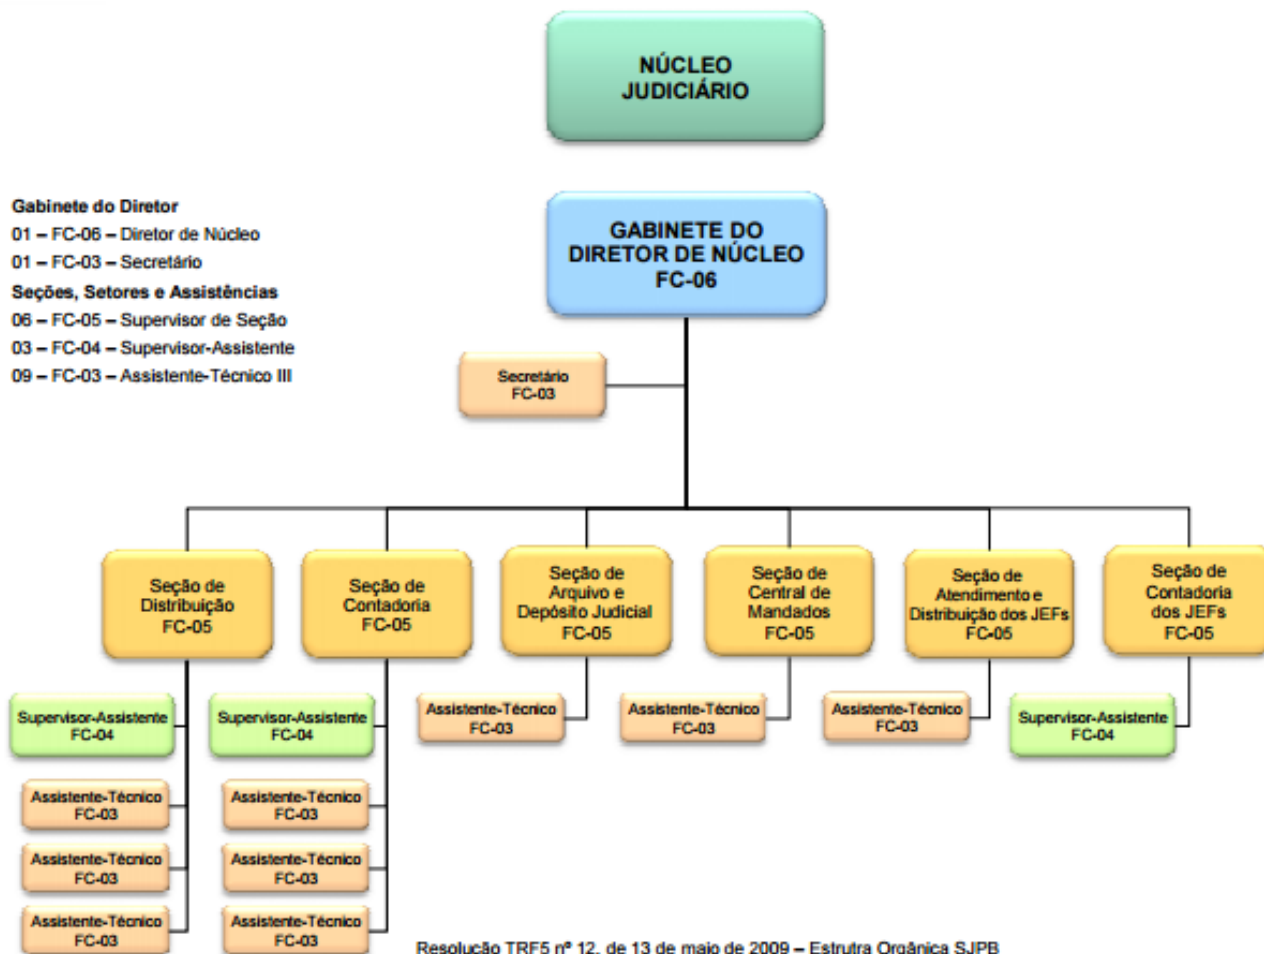 NÚCLEO
JUDICIÁRIO
Gabinete do Diretor
01 – FC-06 – Diretor de Núcleo
01 – FC-03 – Secretário
Seções, Setores e Assistências
06 – FC-05 – Supervisor de Seção
03 – FC-04 – Supervisor-Assistente
09 – FC-03 – Assistente-Técnico III
GABINETE DO
DIRETOR DE NÚCLEO
FC-06
Secretário
FC-03
Seção de
Distribuição
FC-05
Seção de
Contadoria
FC-05
Seção de
Arquivo e
Depósito Judicial
FC-05
Seção de
Central de
Mandados
FC-05
Seção de
Atendimento e
Distribuição dos JEFs
FC-05
Seção de
Contadoria
dos JEFs
FC-05
Supervisor-Assistente
FC-04
Supervisor-Assistente
FC-04
Assistente-Técnico
FC-03
Assistente-Técnico
FC-03
Assistente-Técnico
FC-03
Supervisor-Assistente
FC-04
Assistente-Técnico
FC-03
Assistente-Técnico
FC-03
Assistente-Técnico
FC-03
Assistente-Técnico
FC-03
Assistente-Técnico
FC-03
Assistente-Técnico
FC-03
Resolução TRF5 nº 12, de 13 de maio de 2009 – Estrutra Orgânica SJPB